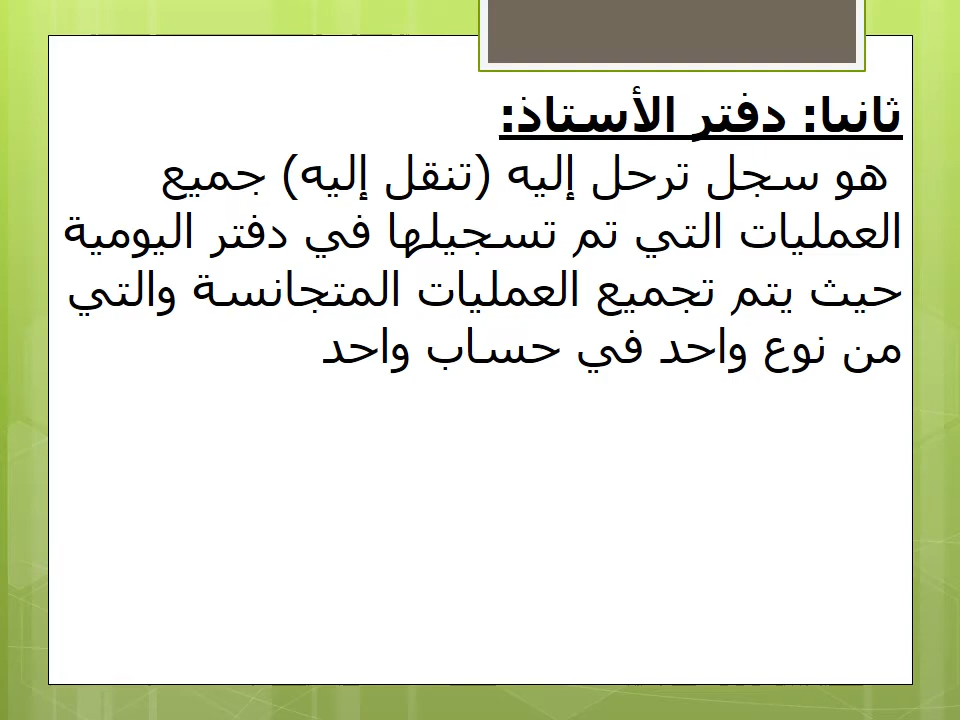 ثانيا: دفتر الأستاذ:
هو سجل ترحل إليه (تنقل إليه) جميع
العمليات التي تم تسجيلها في دفتر اليومية
حيث يتم تجميع العمليات المتجانسة والتي
من نوع واحد في حساب واحد